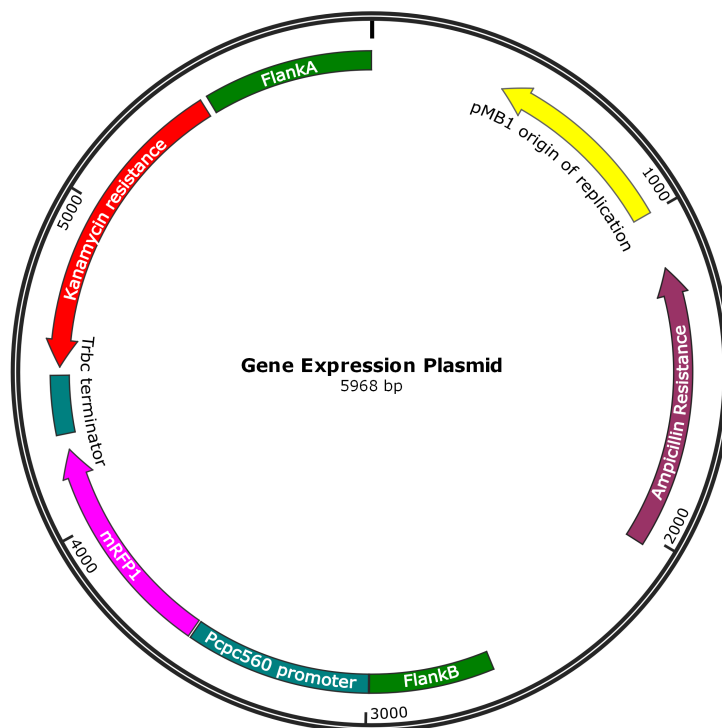 FlankA
pMB1 origin of replication
1000
Kanamycin resistance
5000
Trbc terminator
Gene Expression Plasmid
5968 bp
Ampicillin Resistance
2000
4000
mRFP1
Pcpc560 promoter
FlankB
3000